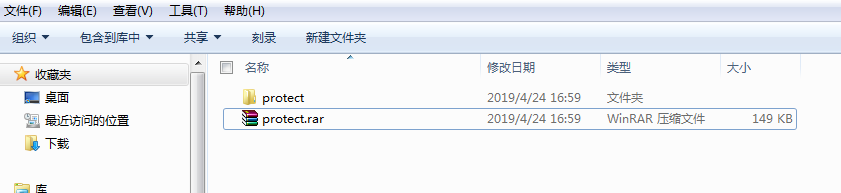 文件(F) 编辑(E) 查看(V) 工具(T) 帮助(H)
组织 包含到库中 共享 刻录 新建文件夹
收藏夹
桌面
最近访问的位置
下载
库
名称 修改日期 类型 大小
protect 2019/4/24 16:59 文件夹
protect.rar 2019/4/24 16:59 WinRAR 压缩文件 149 KB